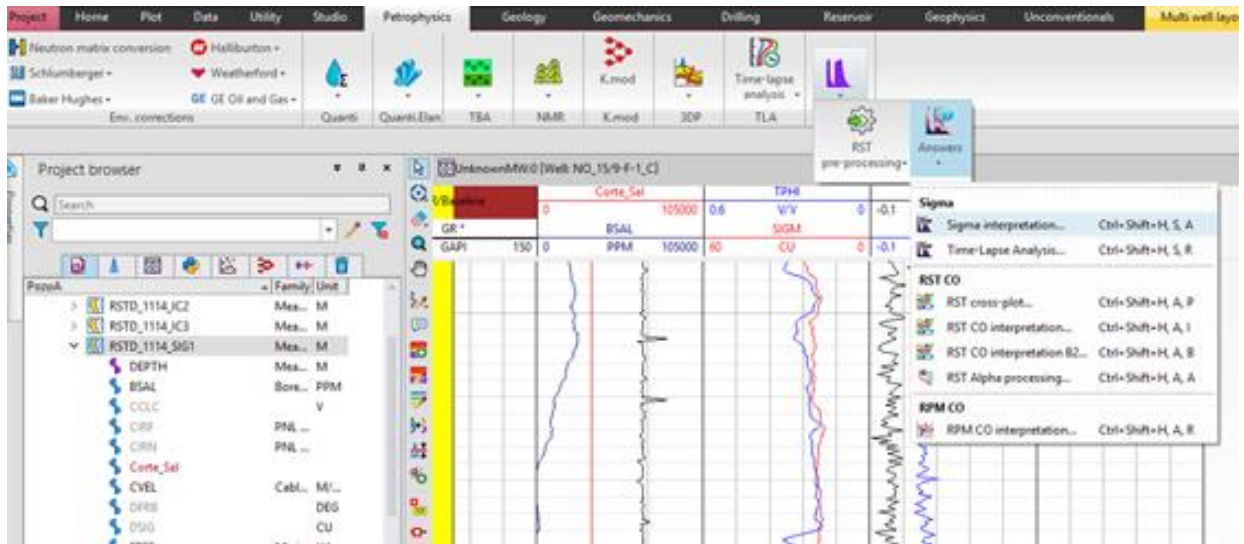 Project Home Plot Data Utility Studio Petrophysics Geology Geomechanics Drilling Reservoir Geophysics Unconventionals Multi well layo
Neutron matrix conversion Halliburton
Schlumberger Weatherford
Baker Hughes GE GE Oil and Gas
K.mod Time-lapse analysis
Env. corrections Quanti Quanti.Elan TBA NMR K.mod 3DP TLA
RST pre-processing Answers
Project browser
UnknownMW:0 [Well: NO_15/9-F-1_C]
Search
Corte_Sal TPHI
0 105000 0.6 V/V 0 -0.1
GR * BSAL SIGM
GAPI 150 0 PPM 105000 60 CU 0 -0.1
Sigma
Sigma interpretation... Ctrl+Shift+H, S, A
Time-Lapse Analysis... Ctrl+Shift+H, S, R
RST CO
RST cross-plot... Ctrl+Shift+H, A, P
RST CO interpretation... Ctrl+Shift+H, A, I
RST CO interpretation B2... Ctrl+Shift+H, A, B
RST Alpha processing... Ctrl+Shift+H, A, A
RPM CO
RPM CO interpretation... Ctrl+Shift+H, A, R
PozoA Family Unit
RSTD_1114_IC2 Mea... M
RSTD_1114_IC3 Mea... M
RSTD_1114_SIG1 Mea... M
DEPTH Mea... M
BSAL Bore... PPM
CCLC V
CIRF PNL ...
CIRN PNL ...
Corte_Sal
CVEL Cabl... M/...
DFRB DEG
DSIG CU